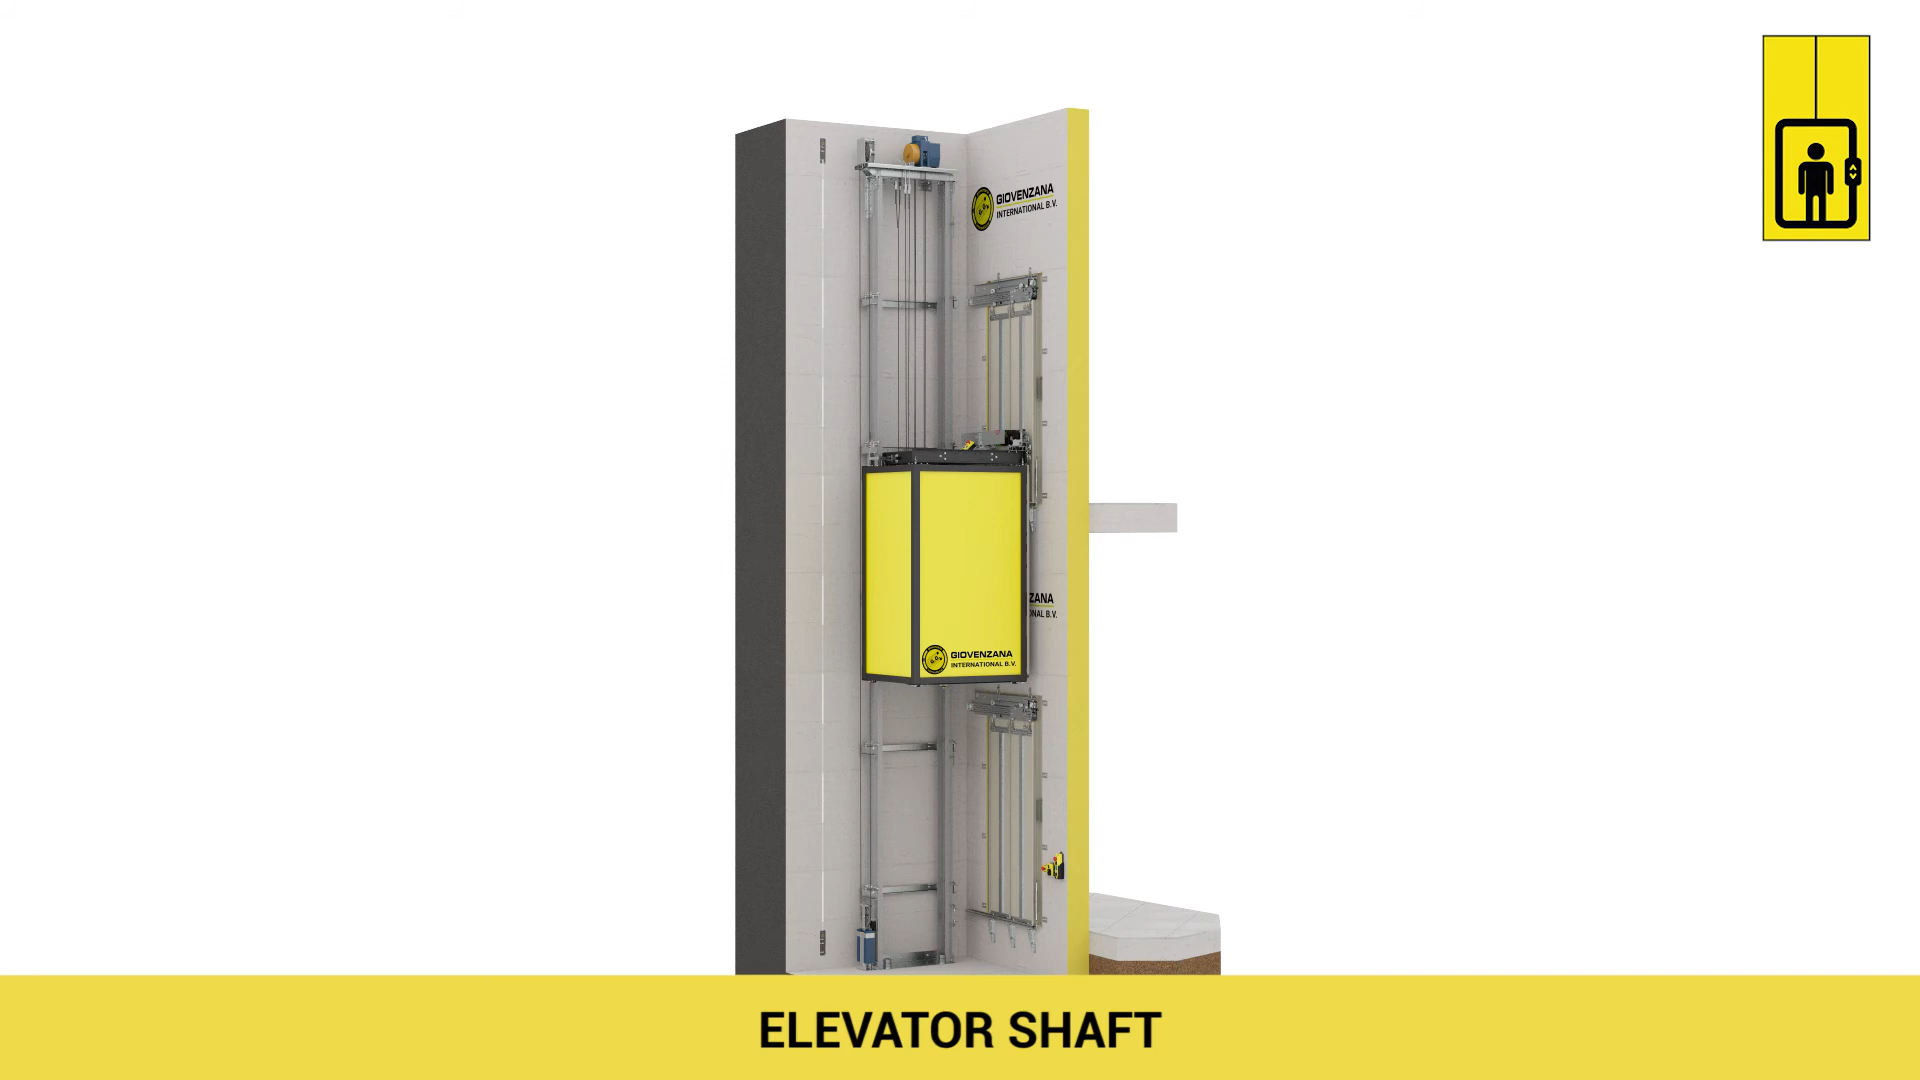 GIOVENZANA
INTERNATIONAL B.V.
ZANA
ONAL B.V.
GIOVENZANA
INTERNATIONAL B.V.
ELEVATOR SHAFT